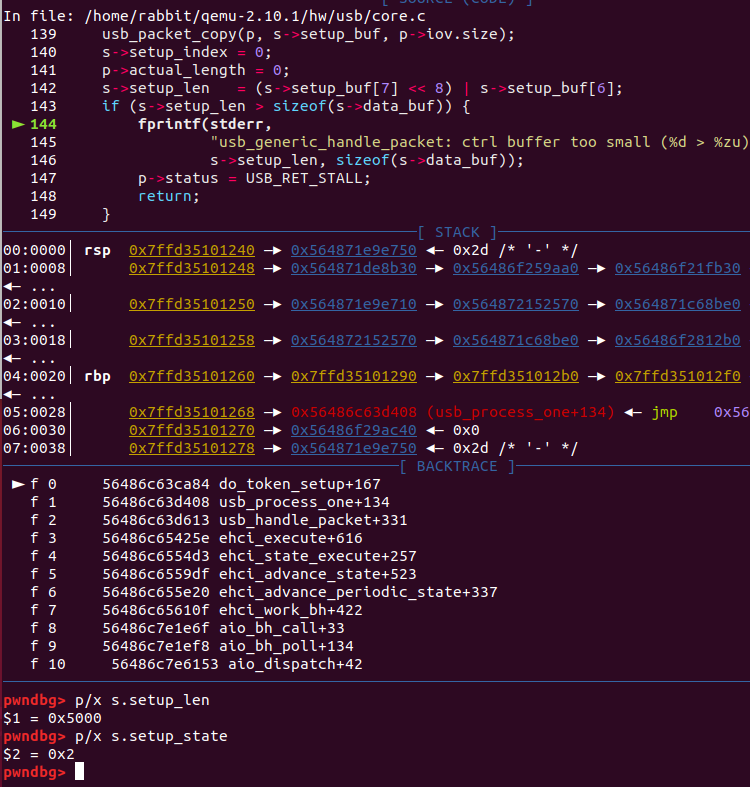 [ SOURCE (CODE) ]
In file: /home/rabbit/qemu-2.10.1/hw/usb/core.c
139 usb_packet_copy(p, s->setup_buf, p->iov.size);
140 s->setup_index = 0;
141 p->actual_length = 0;
142 s->setup_len = (s->setup_buf[7] << 8) | s->setup_buf[6];
143 if (s->setup_len > sizeof(s->data_buf)) {
► 144 fprintf(stderr,
145 "usb_generic_handle_packet: ctrl buffer too small (%d > %zu)
146 s->setup_len, sizeof(s->data_buf));
147 p->status = USB_RET_STALL;
148 return;
149 }
[ STACK ]
00:0000│ rsp 0x7ffd35101240 —► 0x564871e9e750 ◄— 0x2d /* '-' */
01:0008│ 0x7ffd35101248 —► 0x564871de8b30 —► 0x56486f259aa0 —► 0x56486f21fb30
◄— ...
02:0010│ 0x7ffd35101250 —► 0x564871e9e710 —► 0x564872152570 —► 0x564871c68be0
◄— ...
03:0018│ 0x7ffd35101258 —► 0x564872152570 —► 0x564871c68be0 —► 0x56486f2812b0
◄— ...
04:0020│ rbp 0x7ffd35101260 —► 0x7ffd35101290 —► 0x7ffd351012b0 —► 0x7ffd351012f0
◄— ...
05:0028│ 0x7ffd35101268 —► 0x56486c63d408 (usb_process_one+134) ◄— jmp 0x56
06:0030│ 0x7ffd35101270 —► 0x56486f29ac40 ◄— 0x0
07:0038│ 0x7ffd35101278 —► 0x564871e9e750 ◄— 0x2d /* '-' */
[ BACKTRACE ]
► f 0 56486c63ca84 do_token_setup+167
f 1 56486c63d408 usb_process_one+134
f 2 56486c63d613 usb_handle_packet+331
f 3 56486c65425e ehci_execute+616
f 4 56486c6554d3 ehci_state_execute+257
f 5 56486c6559df ehci_advance_state+523
f 6 56486c655e20 ehci_advance_periodic_state+337
f 7 56486c65610f ehci_work_bh+422
f 8 56486c7e1e6f aio_bh_call+33
f 9 56486c7e1ef8 aio_bh_poll+134
f 10 56486c7e6153 aio_dispatch+42
pwndbg> p/x s.setup_len
$1 = 0x5000
pwndbg> p/x s.setup_state
$2 = 0x2
pwndbg>